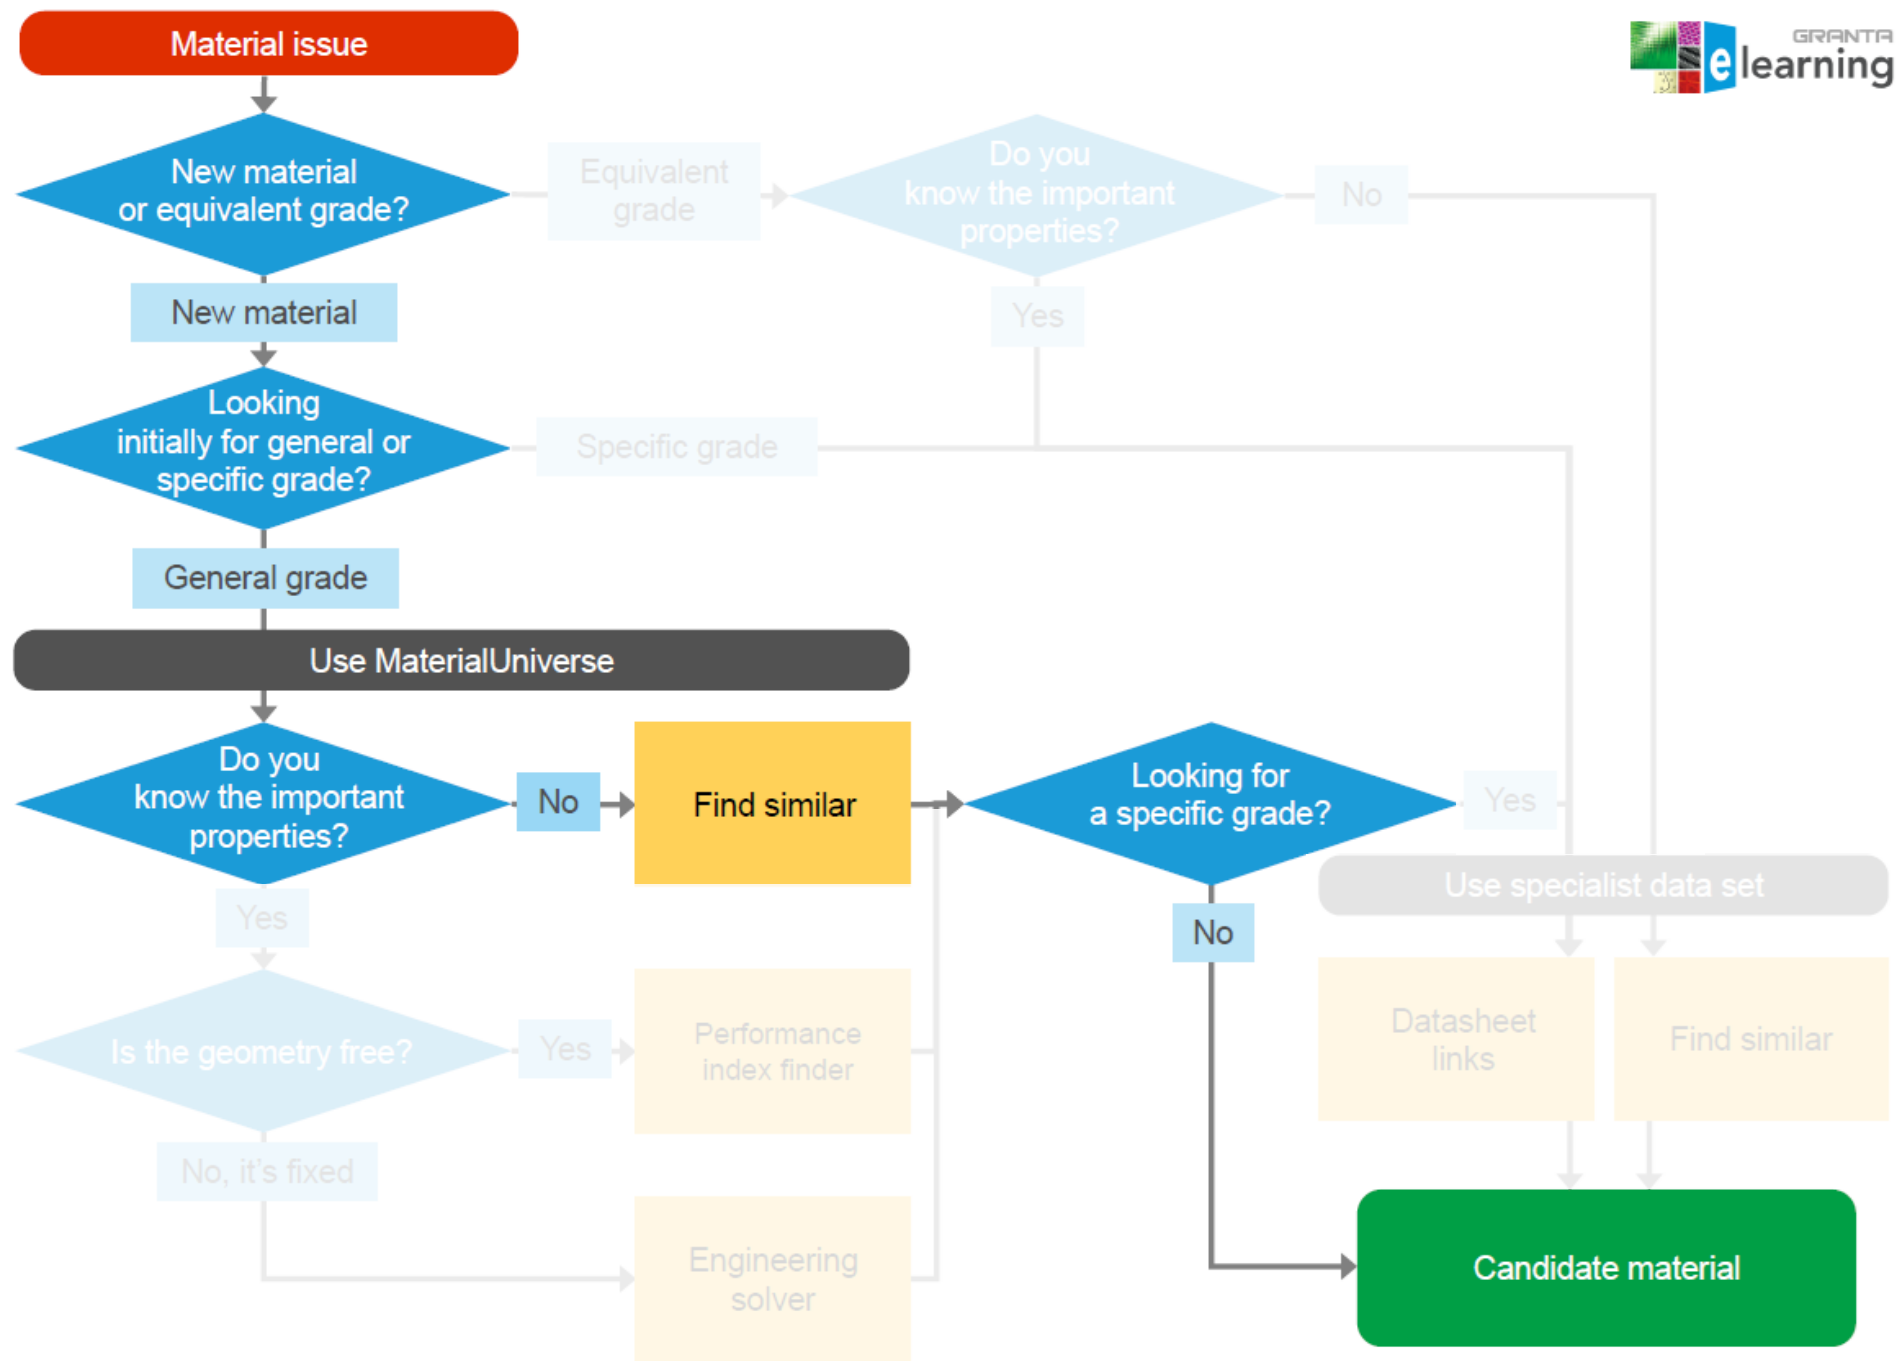 Material issue
GRANTA
e learning
New material
or equivalent grade?
Equivalent
grade
Do you
know the important
properties?
No
New material
Yes
Looking
initially for general or
specific grade?
Specific grade
General grade
Use MaterialUniverse
Do you
know the important
properties?
No
Find similar
Looking for
a specific grade?
Yes
Use specialist data set
Yes
No
Datasheet
links
Find similar
Is the geometry free?
Yes
Performance
index finder
No, it's fixed
Engineering
solver
Candidate material